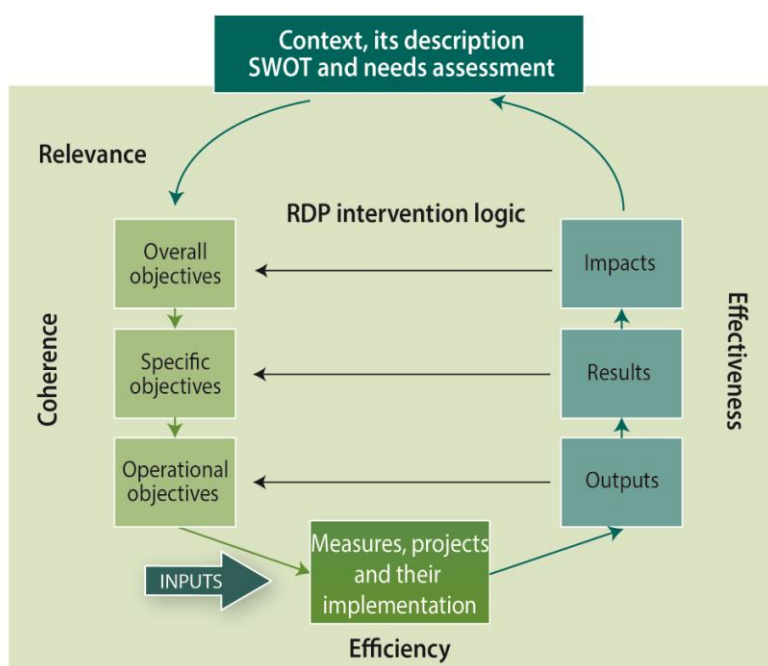 Context, its description
SWOT and needs assessment
Relevance
RDP intervention logic
Overall
objectives
Impacts
Coherence
Specific
objectives
Results
Effectiveness
Operational
objectives
Outputs
INPUTS
Measures, projects
and their
implementation
Efficiency